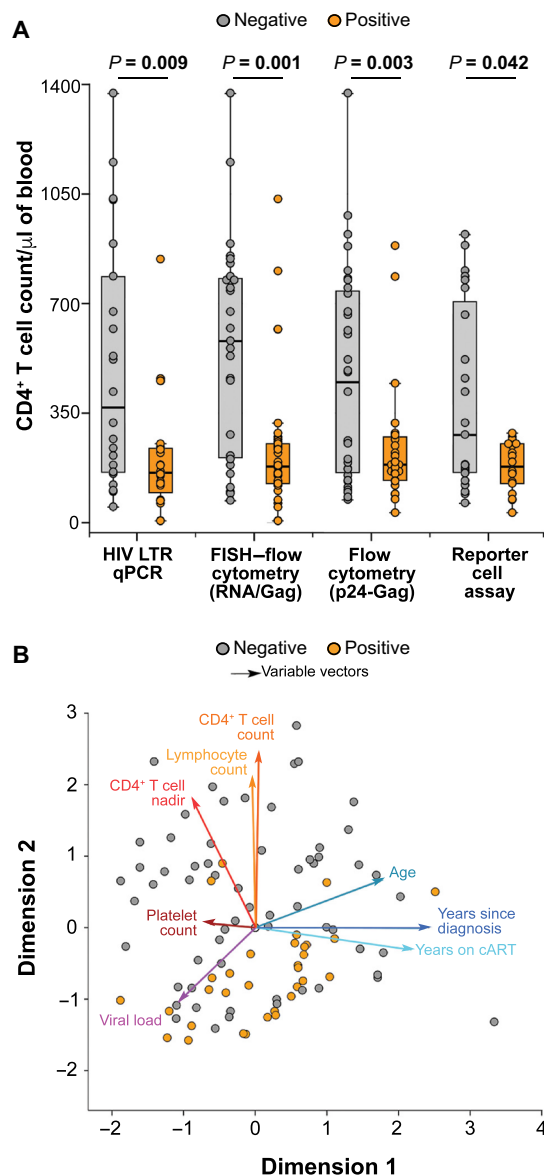 A
Negative Positive
P = 0.009 P = 0.001 P = 0.003 P = 0.042
CD4⁺ T cell count/µl of blood
1400
1050
700
350
0
HIV LTR
qPCR
FISH–flow
cytometry
(RNA/Gag)
Flow
cytometry
(p24-Gag)
Reporter
cell
assay
B
Negative Positive
Variable vectors
Dimension 2
3
2
1
0
−1
−2
CD4⁺ T cell
count
Lymphocyte
count
CD4⁺ T cell
nadir
Age
Platelet
count
Years since
diagnosis
Years on cART
Viral load
−2 −1 0 1 2 3 4
Dimension 1